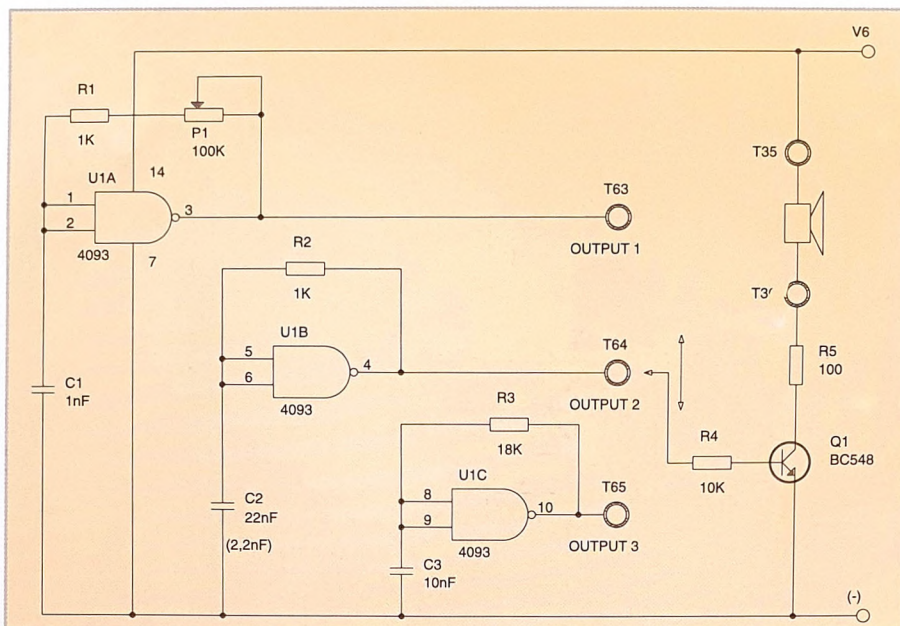 V6
R1
1K
P1
100K
14
U1A
1
2
3
4093
7
T63
OUTPUT 1
T35
R2
1K
U1B
5
6
4
4093
T64
OUTPUT 2
R5
100
C1
1nF
R3
18K
R4
10K
Q1
BC548
U1C
8
9
10
4093
T65
OUTPUT 3
C2
22nF
(2,2nF)
C3
10nF
(-)